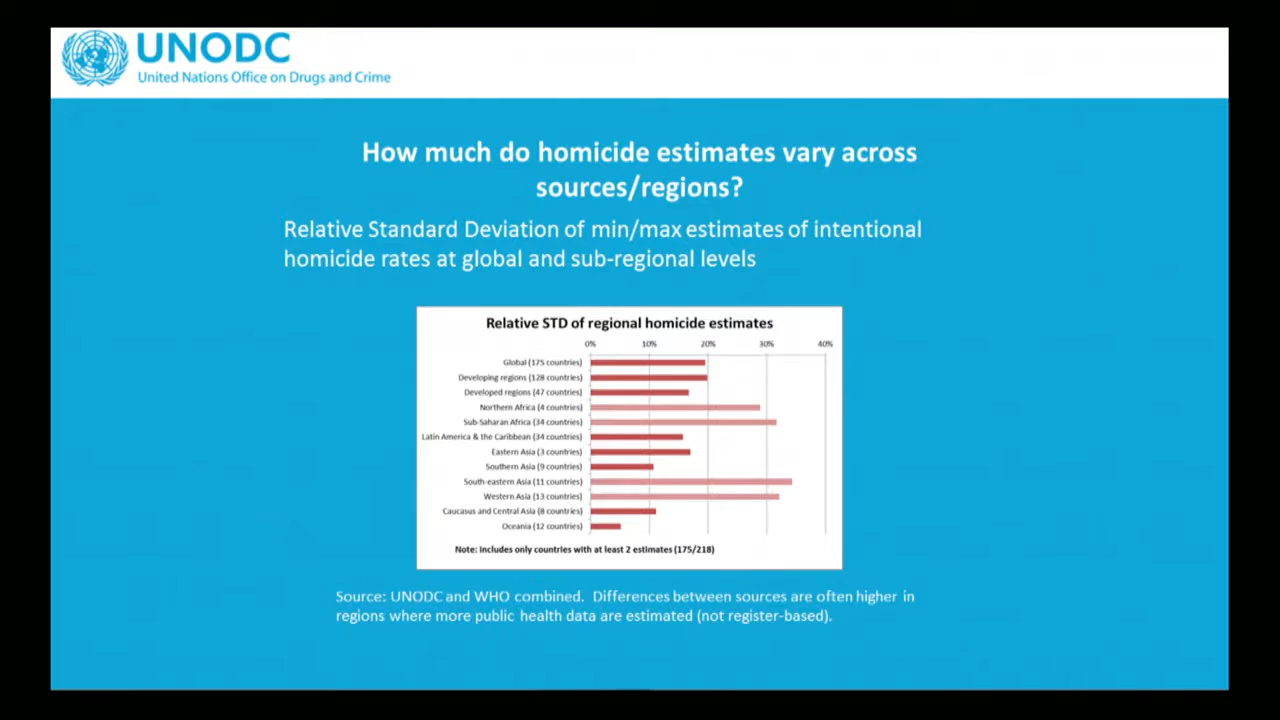 UNODC
United Nations Office on Drugs and Crime
How much do homicide estimates vary across
sources/regions?
Relative Standard Deviation of min/max estimates of intentional
homicide rates at global and sub-regional levels
Relative STD of regional homicide estimates
0% 10% 20% 30% 40%
Global (175 countries)
Developing regions (128 countries)
Developed regions (47 countries)
Northern Africa (4 countries)
Sub-Saharan Africa (34 countries)
Latin America & the Caribbean (34 countries)
Eastern Asia (3 countries)
Southern Asia (9 countries)
South-eastern Asia (11 countries)
Western Asia (13 countries)
Caucasus and Central Asia (8 countries)
Oceania (12 countries)
Note: Includes only countries with at least 2 estimates (175/218)
Source: UNODC and WHO combined. Differences between sources are often higher in
regions where more public health data are estimated (not register-based).